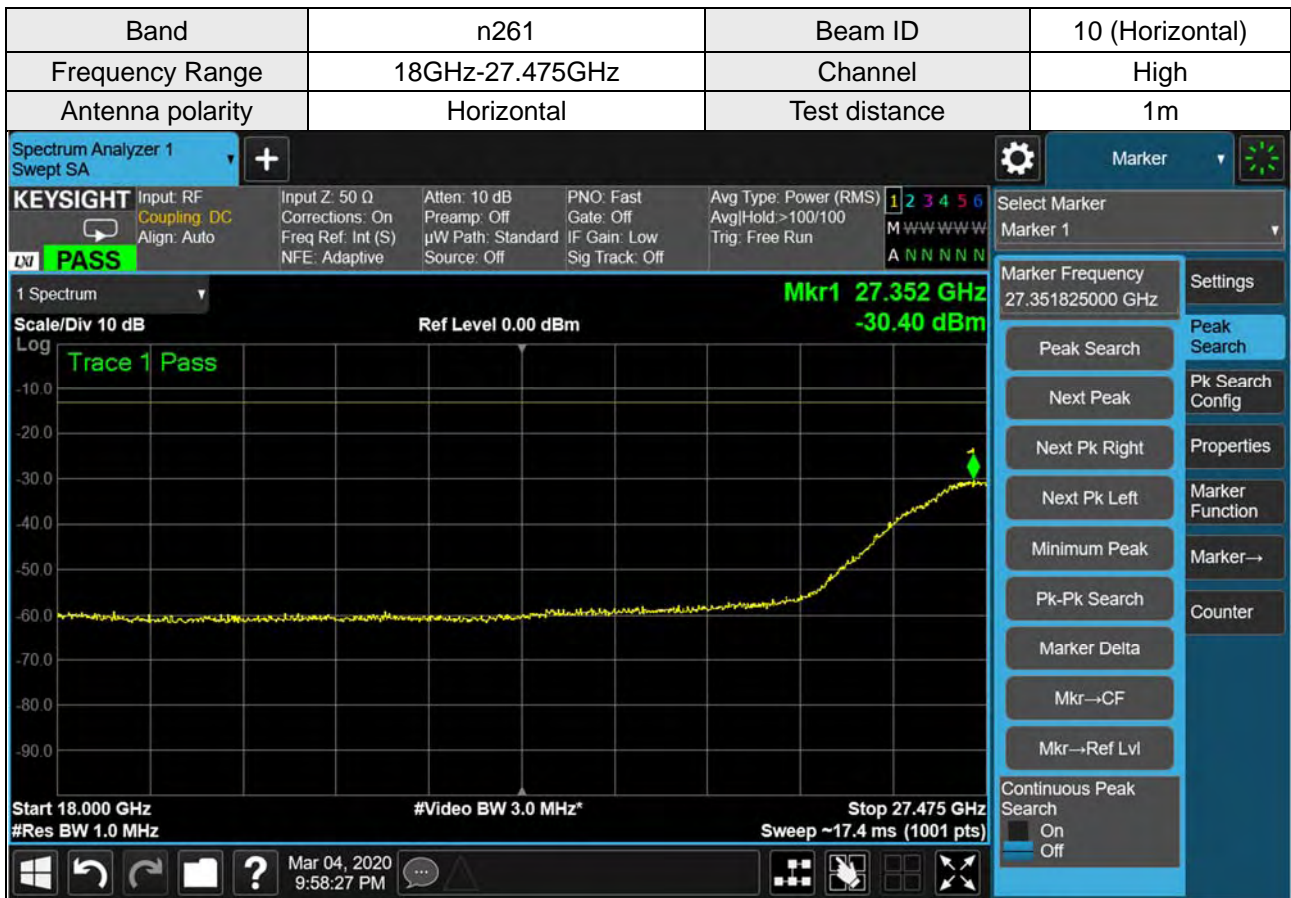 Band n261 Beam ID 10 (Horizontal)
Frequency Range 18GHz-27.475GHz Channel High
Antenna polarity Horizontal Test distance 1m
Spectrum Analyzer 1
Swept SA
+
Marker
KEYSIGHT
LXI PASS
Input: RF
Coupling: DC
Align: Auto
Input Z: 50 Ω
Corrections: On
Freq Ref: Int (S)
NFE: Adaptive
Atten: 10 dB
Preamp: Off
µW Path: Standard
Source: Off
PNO: Fast
Gate: Off
IF Gain: Low
Sig Track: Off
Avg Type: Power (RMS)
Avg|Hold:>100/100
Trig: Free Run
1 2 3 4 5 6
M W W W W W
A N N N N N
Select Marker
Marker 1
1 Spectrum
Scale/Div 10 dB
Log
Ref Level 0.00 dBm
Mkr1 27.352 GHz
-30.40 dBm
Trace 1 Pass
-10.0
-20.0
-30.0
-40.0
-50.0
-60.0
-70.0
-80.0
-90.0
1
Start 18.000 GHz
#Res BW 1.0 MHz
#Video BW 3.0 MHz*
Stop 27.475 GHz
Sweep ~17.4 ms (1001 pts)
Marker Frequency
27.351825000 GHz
Peak Search
Next Peak
Next Pk Right
Next Pk Left
Minimum Peak
Pk-Pk Search
Marker Delta
Mkr→CF
Mkr→Ref Lvl
Continuous Peak
Search
On
Off
Settings
Peak
Search
Pk Search
Config
Properties
Marker
Function
Marker→
Counter
?
Mar 04, 2020
9:58:27 PM